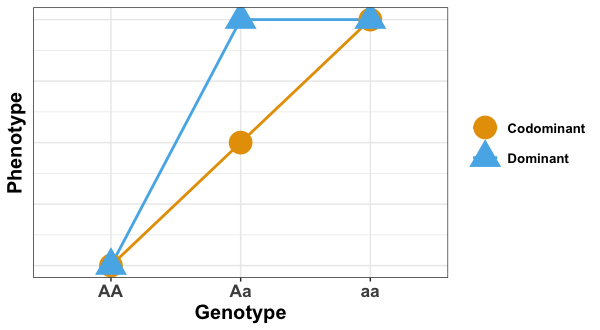 Phenotype
AA
Aa
aa
Genotype
Codominant
Dominant